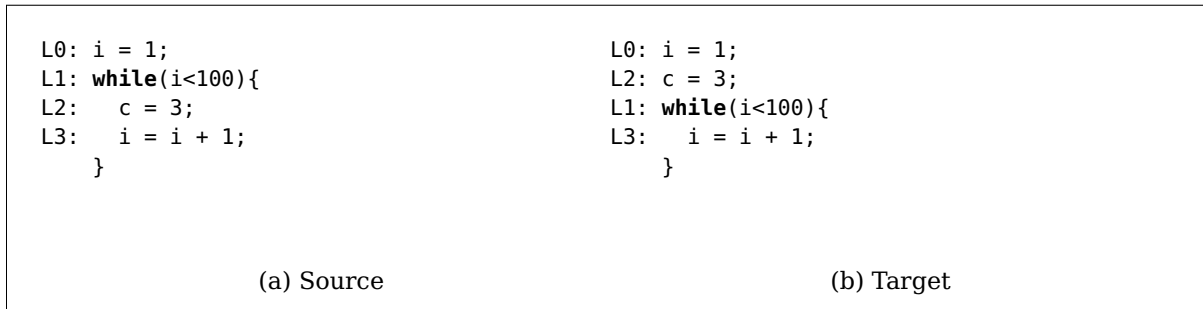 L0: i = 1;
L1: while(i<100){
L2:   c = 3;
L3:   i = i + 1;
    }
(a) Source
L0: i = 1;
L2: c = 3;
L1: while(i<100){
L3:   i = i + 1;
    }
(b) Target